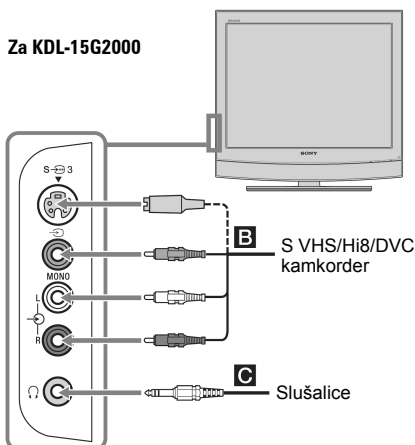 Za KDL-15G2000
SONY
S 3
MONO
L
R
B
S VHS/Hi8/DVC
kamkorder
C
Slušalice